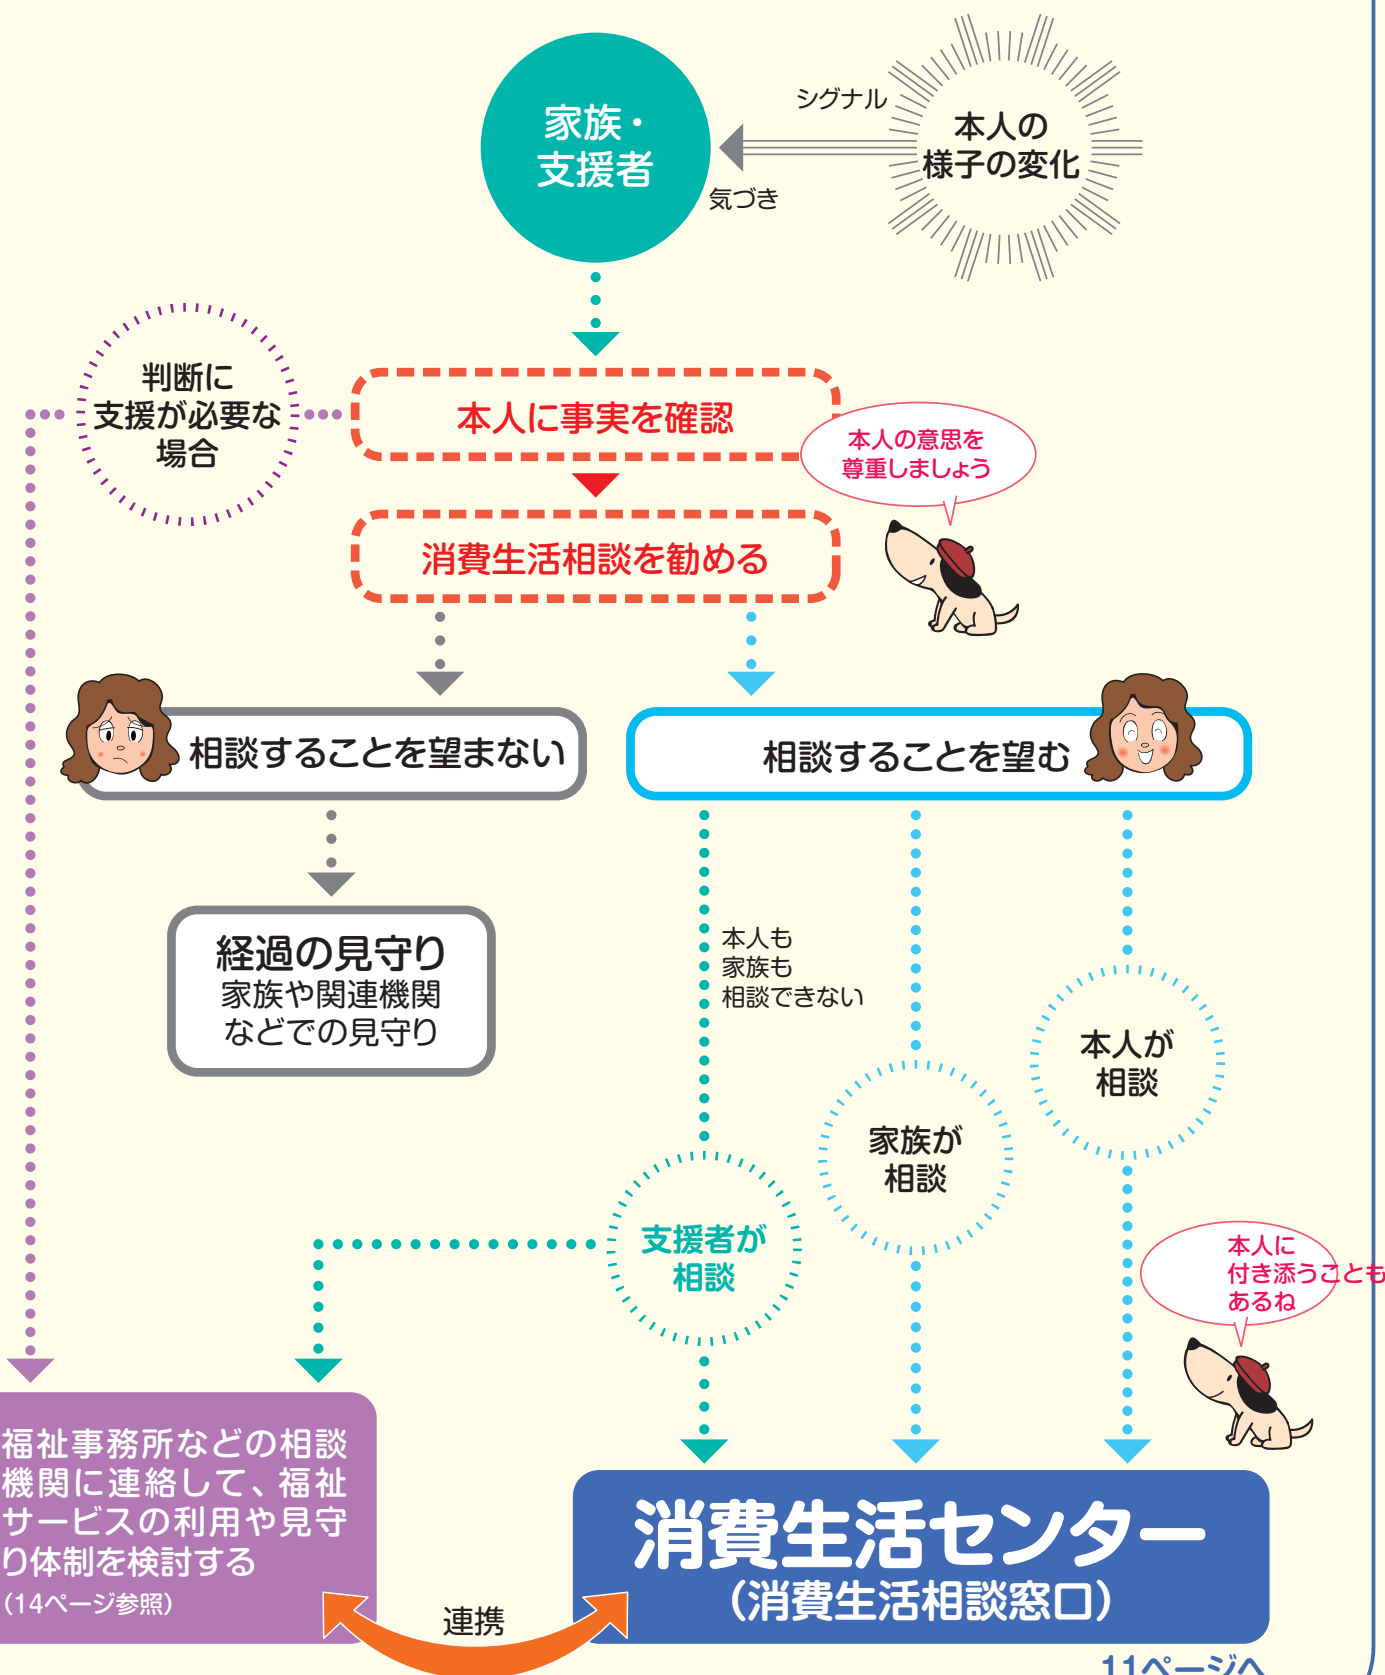 家族・
支援者
シグナル
気づき
本人の
様子の変化
判断に
支援が必要な
場合
本人に事実を確認
本人の意思を
尊重しましょう
消費生活相談を勧める
相談することを望まない
相談することを望む
経過の見守り
家族や関連機関
などでの見守り
本人も
家族も
相談できない
本人が
相談
家族が
相談
支援者が
相談
本人に
付き添うことも
あるね
福祉事務所などの相談
機関に連絡して、福祉
サービスの利用や見守
り体制を検討する
（14ページ参照）
連携
消費生活センター
（消費生活相談窓口）
11ページへ